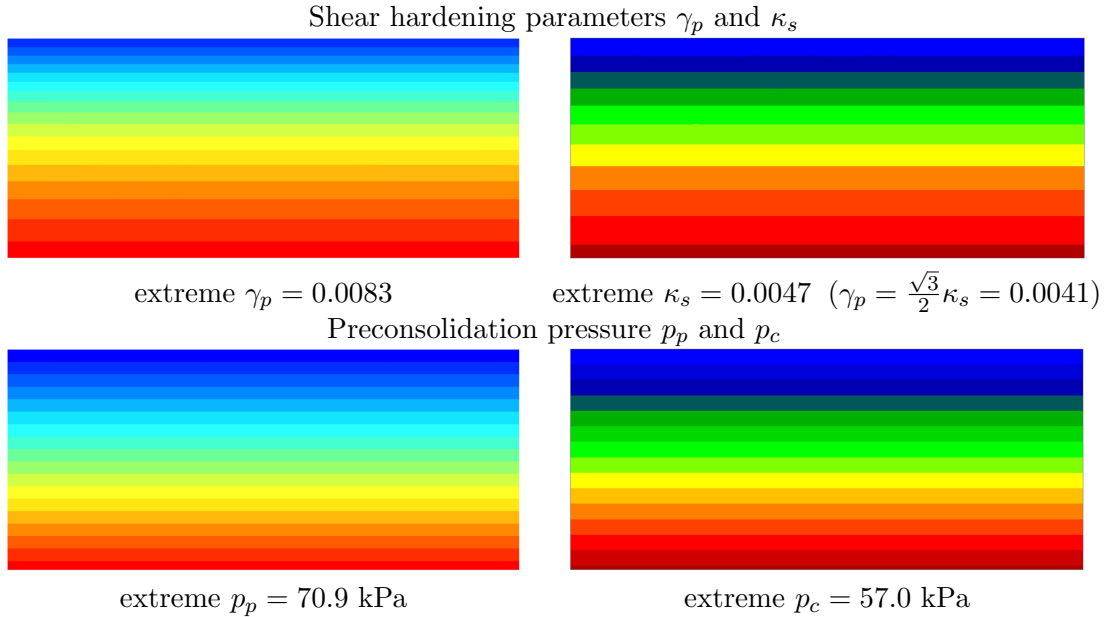 Shear hardening parameters γ_p and κ_s
extreme γ_p = 0.0083
extreme κ_s = 0.0047 (γ_p = √3/2 κ_s = 0.0041)
Preconsolidation pressure p_p and p_c
extreme p_p = 70.9 kPa
extreme p_c = 57.0 kPa